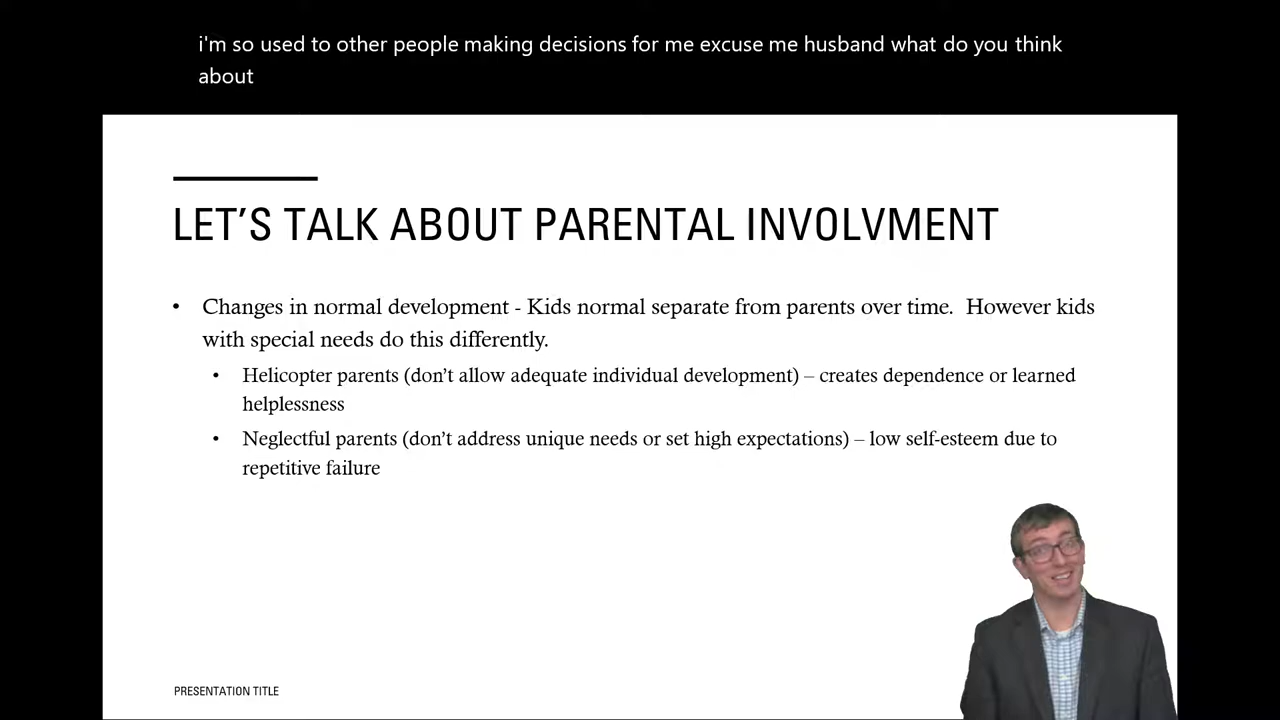 i'm so used to other people making decisions for me excuse me husband what do you think
about
LET'S TALK ABOUT PARENTAL INVOLVMENT
• Changes in normal development - Kids normal separate from parents over time.  However kids
with special needs do this differently.
• Helicopter parents (don't allow adequate individual development) – creates dependence or learned
helplessness
• Neglectful parents (don't address unique needs or set high expectations) – low self-esteem due to
repetitive failure
PRESENTATION TITLE